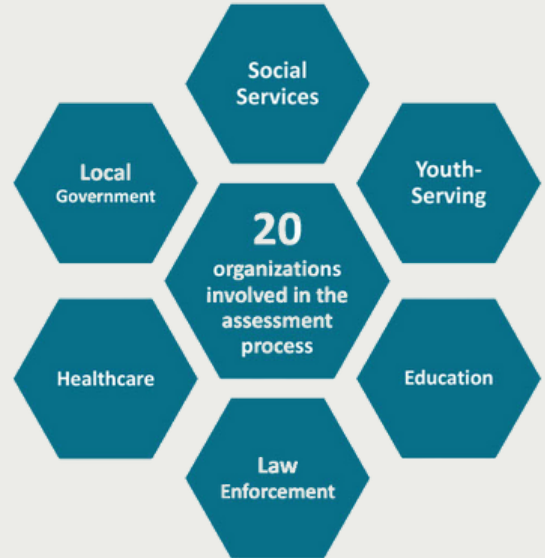 Social
Services
Local
Government
Youth-
Serving
20
organizations
involved in the
assessment
process
Healthcare
Education
Law
Enforcement